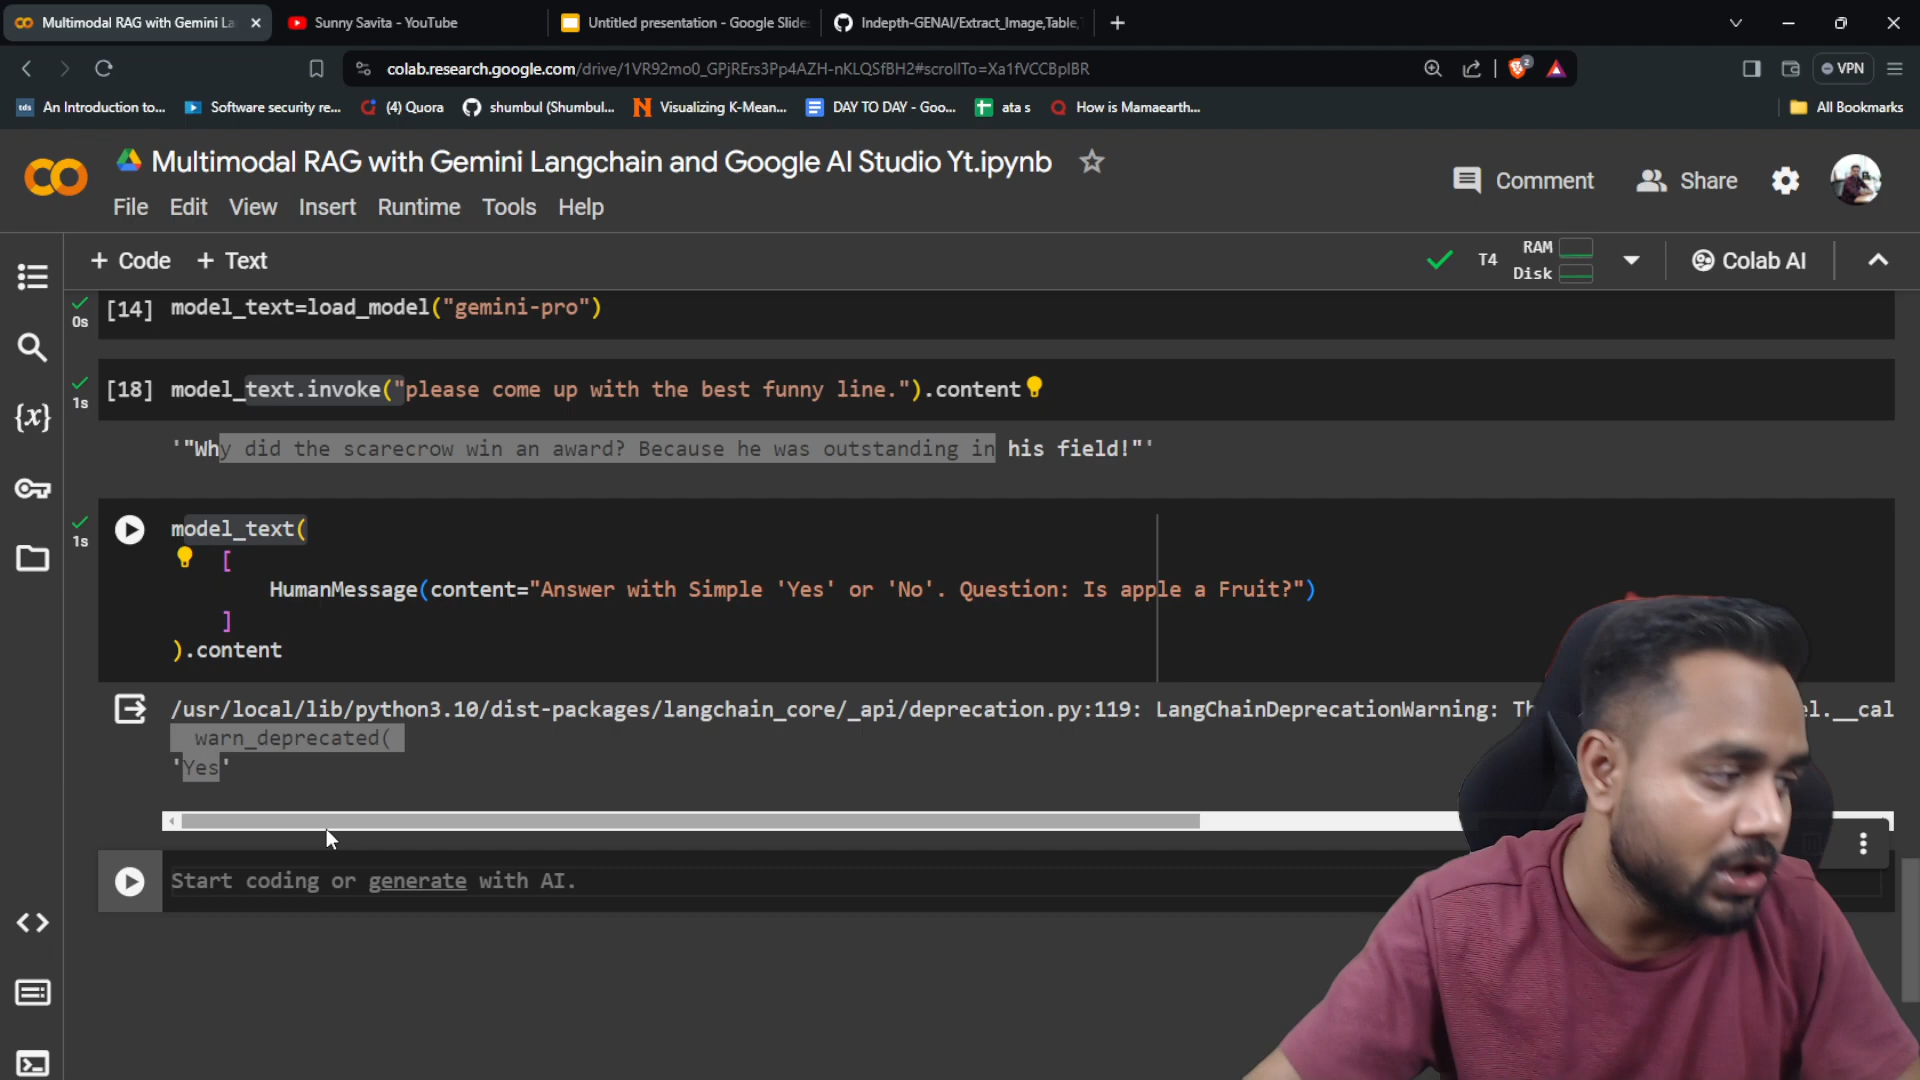 Multimodal RAG with Gemini La
Sunny Savita - YouTube
Untitled presentation - Google Slide
Indepth-GENAI/Extract_Image,Table,
colab.research.google.com/drive/1VR92mo0_GPjRErs3Pp4AZH-nKLQSfBH2#scrollTo=Xa1fVCCBpIBR
2
VPN
tds An Introduction to...
Software security re...
(4) Quora
shumbul (Shumbul...
Visualizing K-Mean...
DAY TO DAY - Goo...
ata s
How is Mamaearth...
All Bookmarks
Multimodal RAG with Gemini Langchain and Google AI Studio Yt.ipynb
Comment
Share
File Edit View Insert Runtime Tools Help
+ Code + Text
T4
RAM
Disk
Colab AI
0s
[14] model_text=load_model("gemini-pro")
1s
[18] model_text.invoke("please come up with the best funny line.").content
'"Why did the scarecrow win an award? Because he was outstanding in his field!"'
1s
model_text(
[
HumanMessage(content="Answer with Simple 'Yes' or 'No'. Question: Is apple a Fruit?")
]
).content
/usr/local/lib/python3.10/dist-packages/langchain_core/_api/deprecation.py:119: LangChainDeprecationWarning: Th
.__cal
warn_deprecated(
'Yes'
Start coding or generate with AI.
{x}